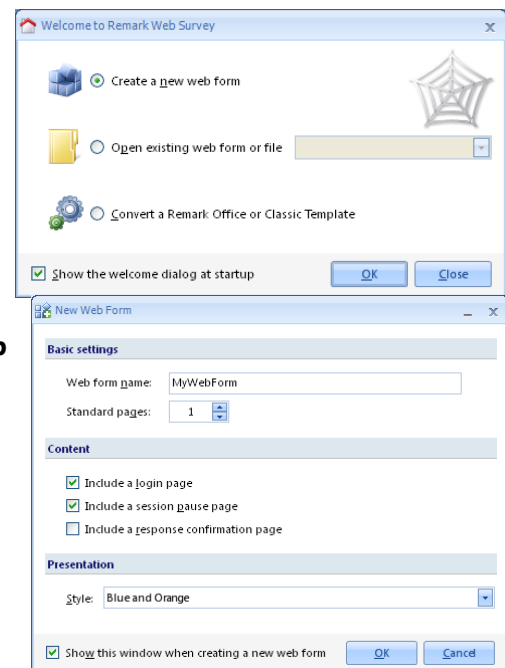 Welcome to Remark Web Survey
Create a new web form
Open existing web form or file
Convert a Remark Office or Classic Template
Show the welcome dialog at startup OK Close
New Web Form
Basic settings
Web form name: MyWebForm
Standard pages: 1
Content
Include a login page
Include a session pause page
Include a response confirmation page
Presentation
Style: Blue and Orange
Show this window when creating a new web form OK Cancel